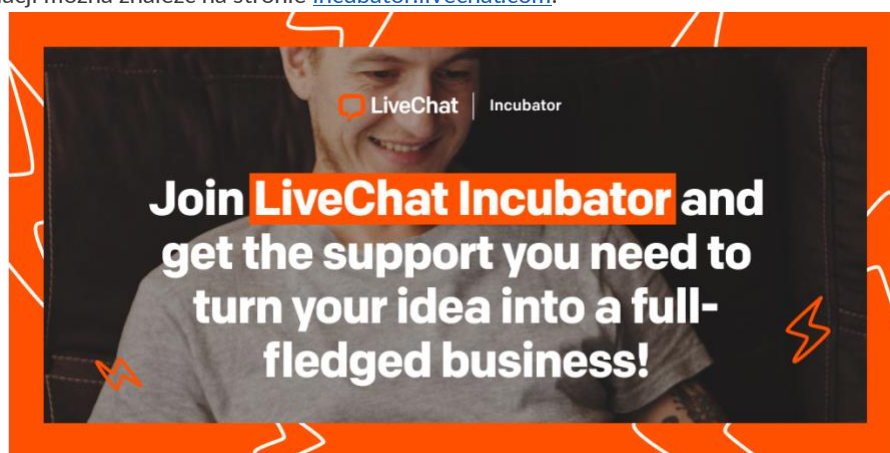 można znaleźć na stronie incubator.livechat.com.
LiveChat | Incubator
Join LiveChat Incubator and
get the support you need to
turn your idea into a full-
fledged business!